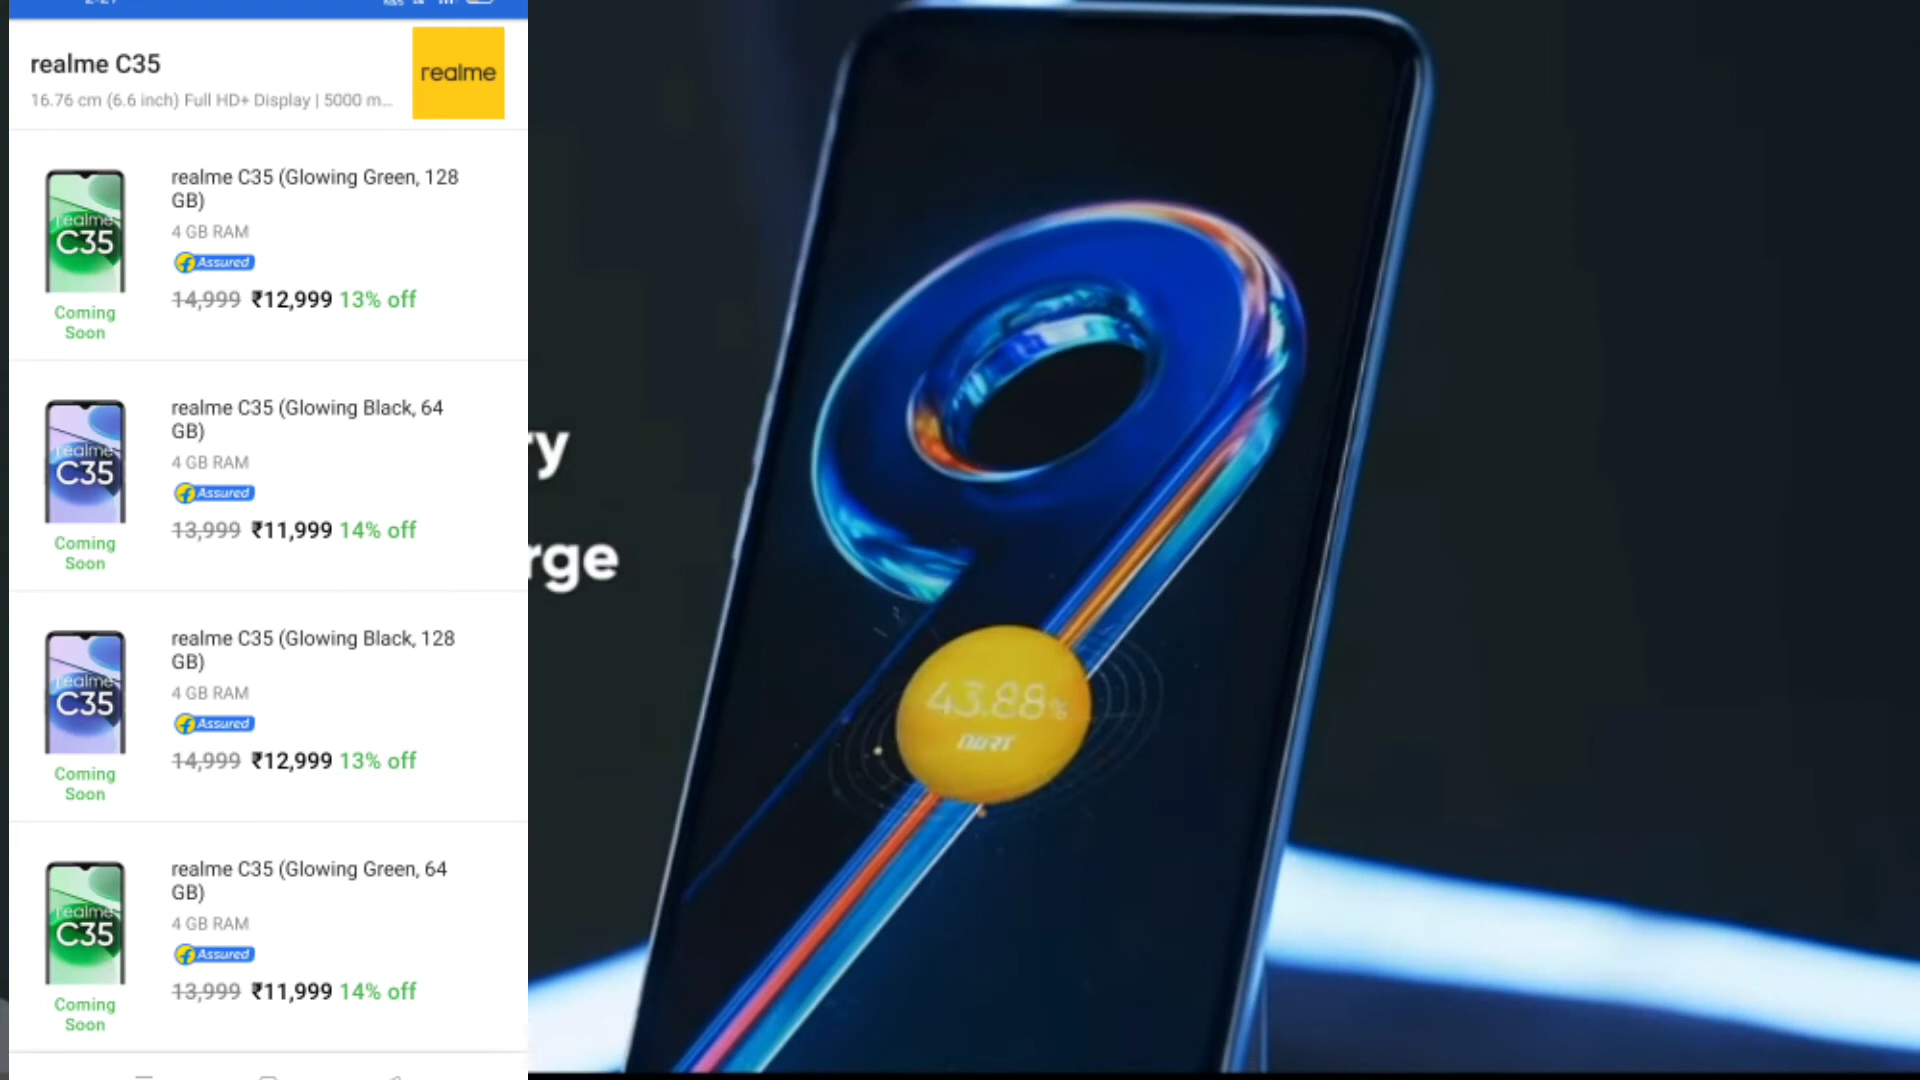 realme C35
realme
16.76 cm (6.6 inch) Full HD+ Display | 5000 m...
realme C35 (Glowing Green, 128
GB)
4 GB RAM
Assured
14,999 ₹12,999 13% off
realme
C35
Coming
Soon
realme C35 (Glowing Black, 64
GB)
4 GB RAM
Assured
13,999 ₹11,999 14% off
realme
C35
Coming
Soon
realme C35 (Glowing Black, 128
GB)
4 GB RAM
Assured
14,999 ₹12,999 13% off
realme
C35
Coming
Soon
realme C35 (Glowing Green, 64
GB)
4 GB RAM
Assured
13,999 ₹11,999 14% off
realme
C35
Coming
Soon
ry
rge
43.88%